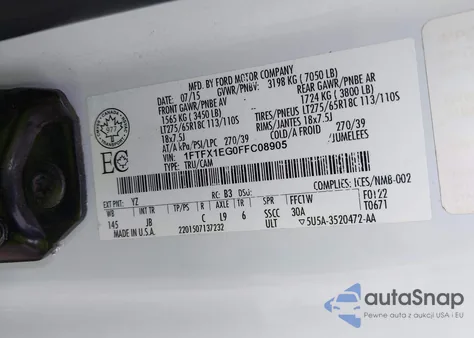 MFD. BY FORD MOTOR COMPANY
DATE: 07/15 GVWR/PNBV: 3198 KG (7050 LB)
FRONT GAWR/PNBE AV REAR GAWR/PNBE AR
1565 KG (3450 LB) 1724 KG (3800 LB)
LT275/65R18C 113/110S TIRES/PNEUS LT275/65R18C 113/110S
18x7.5J RIMS/JANTES 18x7.5J
AT/A kPa/PSI/LPC 270/39 COLD/A FROID 270/39
VIN: 1FTFX1EG0FFC08905 JUMELEES
TYPE: TRU/CAM
EC
EXT PNT: YZ RC: B3 DSO: COMPLIES: ICES/NMB-002
WB INT TR TP/PS R AXLE TR SPR FFC1W F0122
145 JB C L9 6 SSCC 30A T0671
MADE IN U.S.A. 2201507137232 ULT 5U5A-3520472-AA
autoSnap
Pewne auta z USA i EU